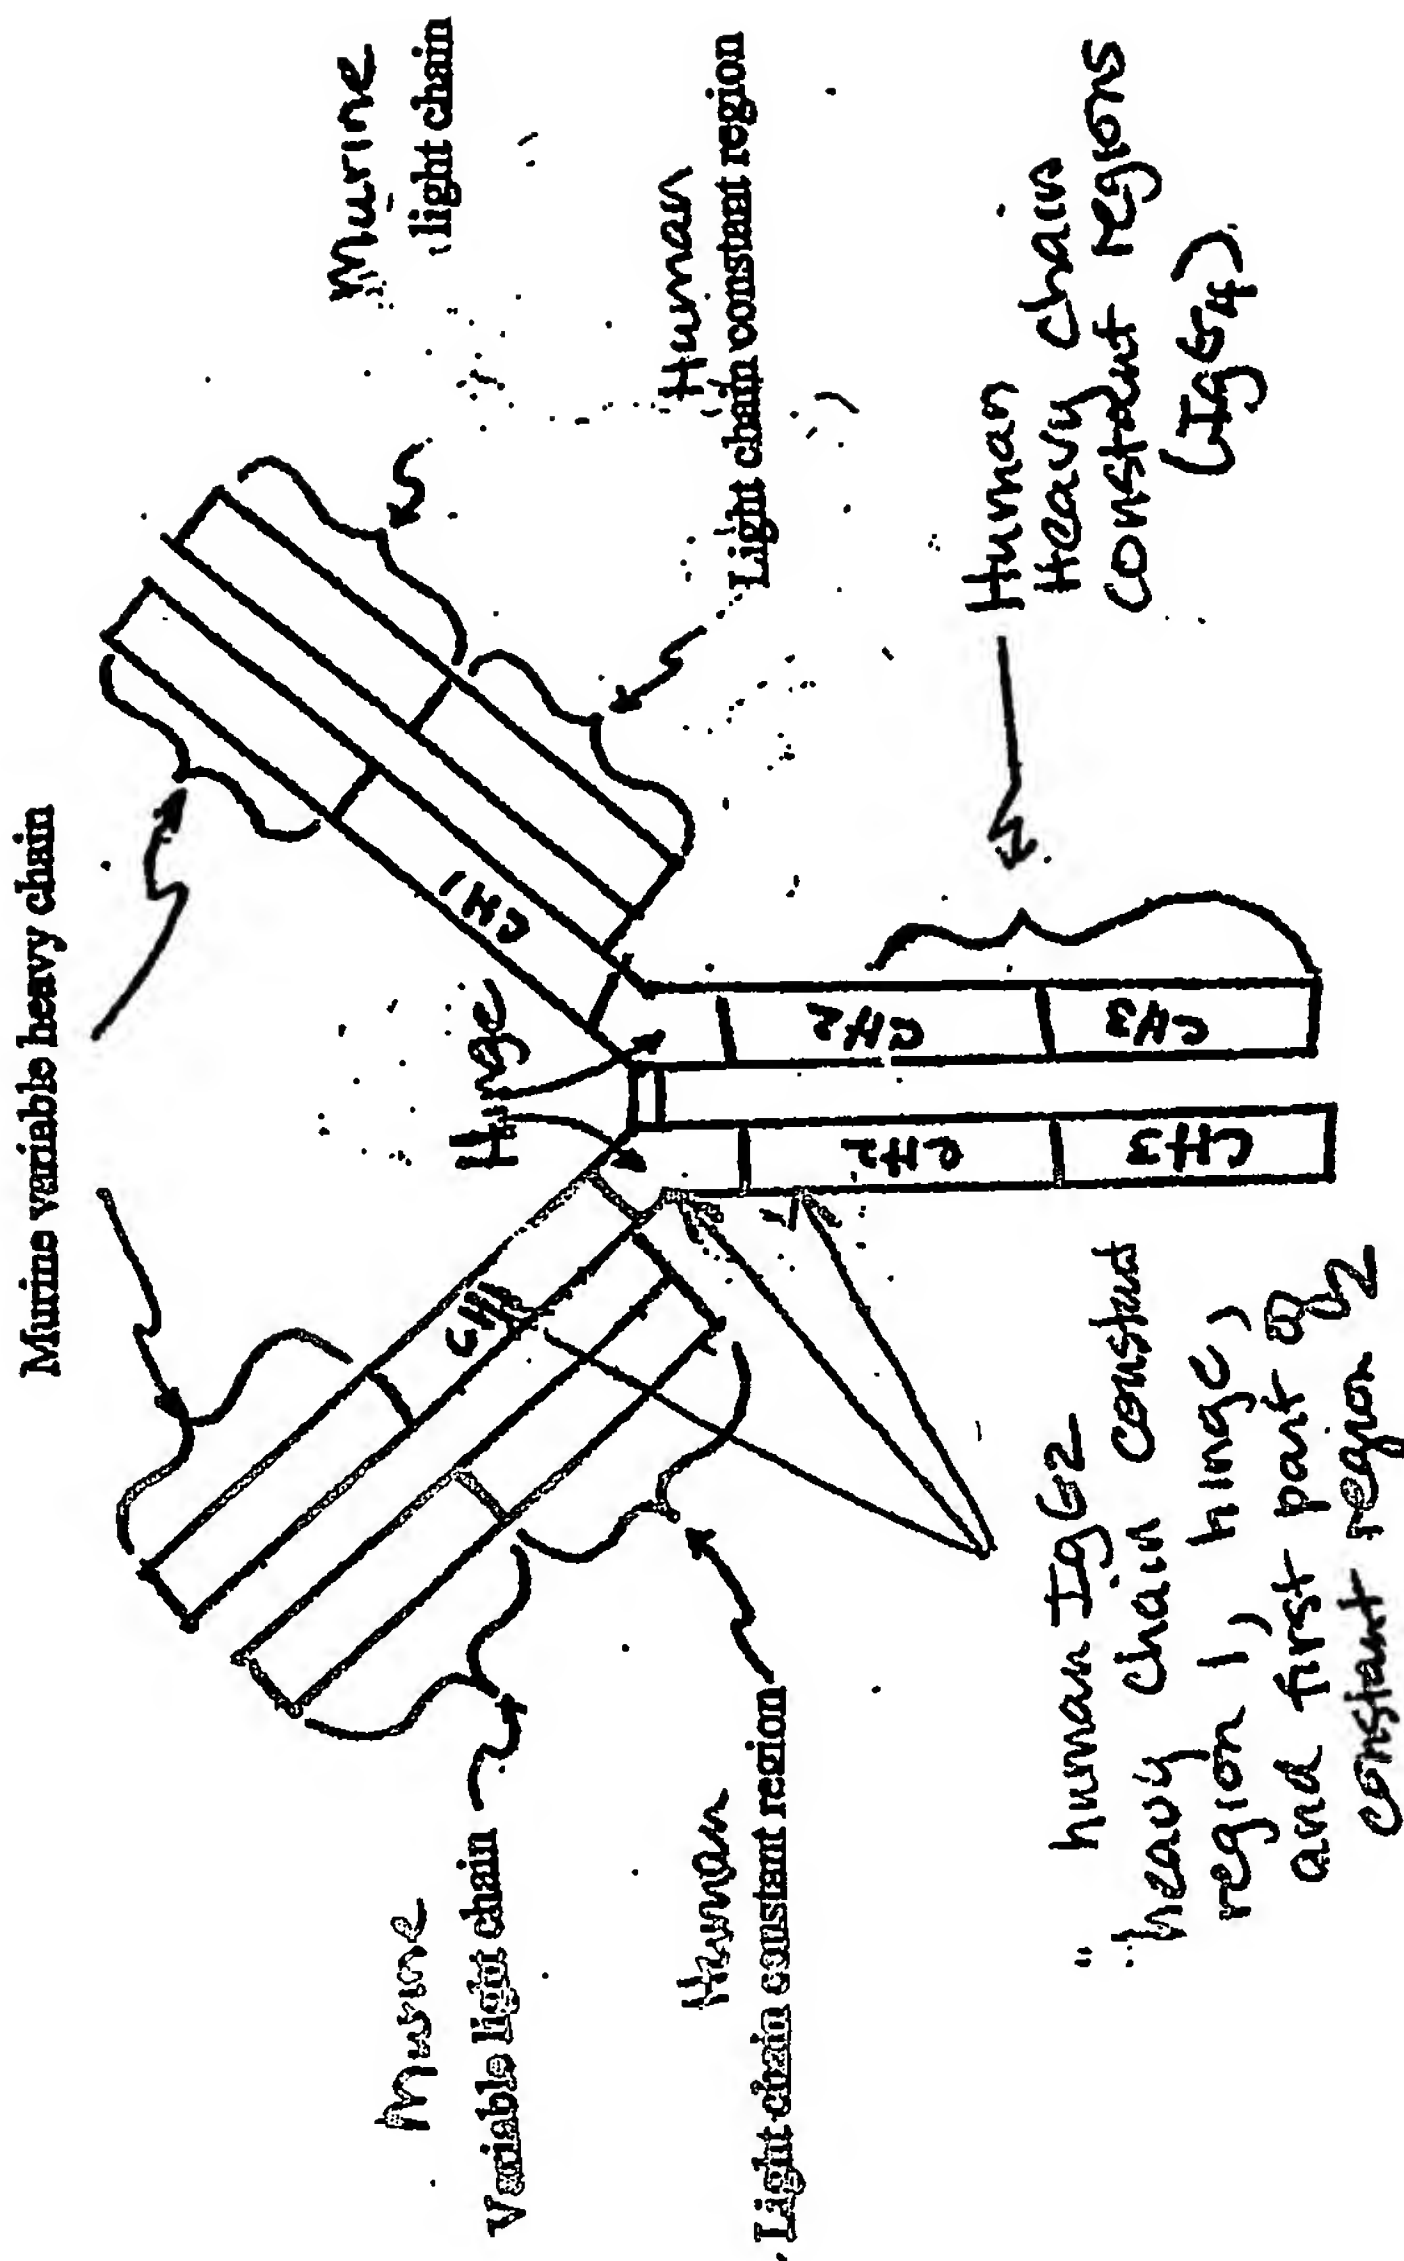 Murine variable heavy chain
Murine
light chain
Human
Light chain constant region
Human
Heavy chain
constant regions
(IgG4)
Hinge
CH1
CH1
CH2
CH2
CH3
CH3
Murine
Variable light chain
Human
Light chain constant region
human IgG2
heavy chain constant
region 1, hinge,
and first part of
constant region 2